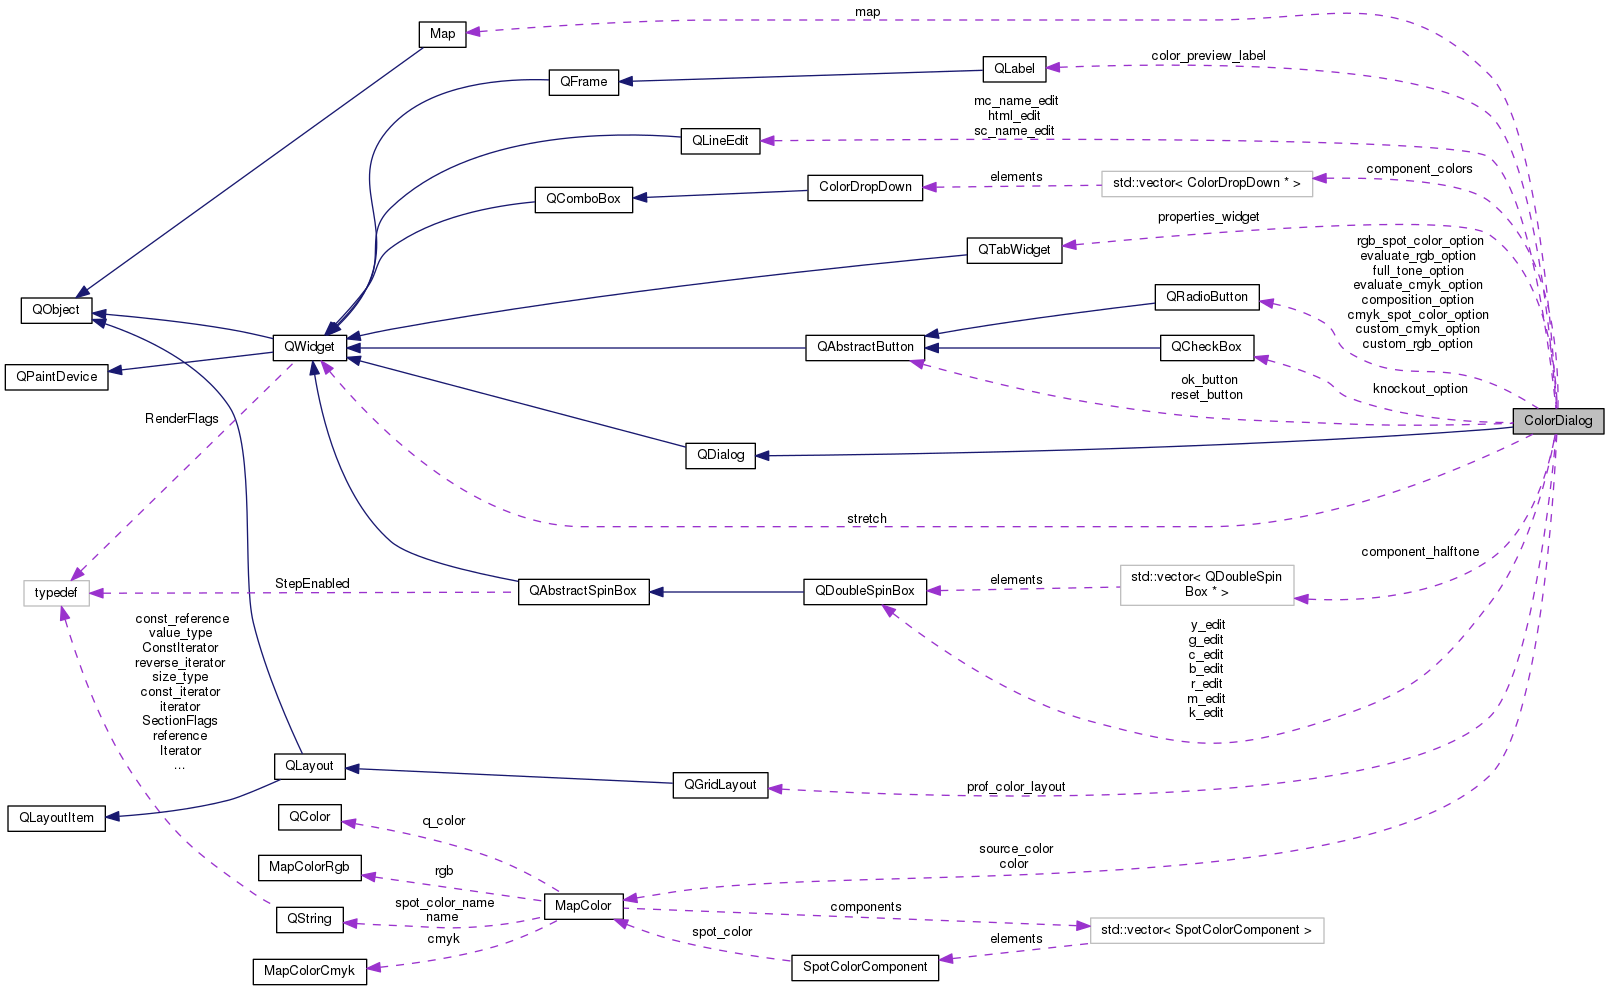 map
Map
color_preview_label
QLabel
QFrame
mc_name_edit
html_edit
sc_name_edit
QLineEdit
component_colors
elements
std::vector< ColorDropDown * >
ColorDropDown
QComboBox
properties_widget
QTabWidget
rgb_spot_color_option
evaluate_rgb_option
full_tone_option
evaluate_cmyk_option
composition_option
cmyk_spot_color_option
custom_cmyk_option
custom_rgb_option
QRadioButton
QObject
QWidget
QAbstractButton
QCheckBox
QPaintDevice
ok_button
reset_button
knockout_option
RenderFlags
ColorDialog
QDialog
stretch
component_halftone
StepEnabled
elements
std::vector< QDoubleSpin
Box * >
typedef
QAbstractSpinBox
QDoubleSpinBox
const_reference
value_type
ConstIterator
reverse_iterator
size_type
const_iterator
iterator
SectionFlags
reference
Iterator
...
y_edit
g_edit
c_edit
b_edit
r_edit
m_edit
k_edit
QLayout
QGridLayout
prof_color_layout
QLayoutItem
QColor
q_color
source_color
color
MapColorRgb
rgb
MapColor
spot_color_name
name
QString
components
std::vector< SpotColorComponent >
cmyk
spot_color
elements
MapColorCmyk
SpotColorComponent